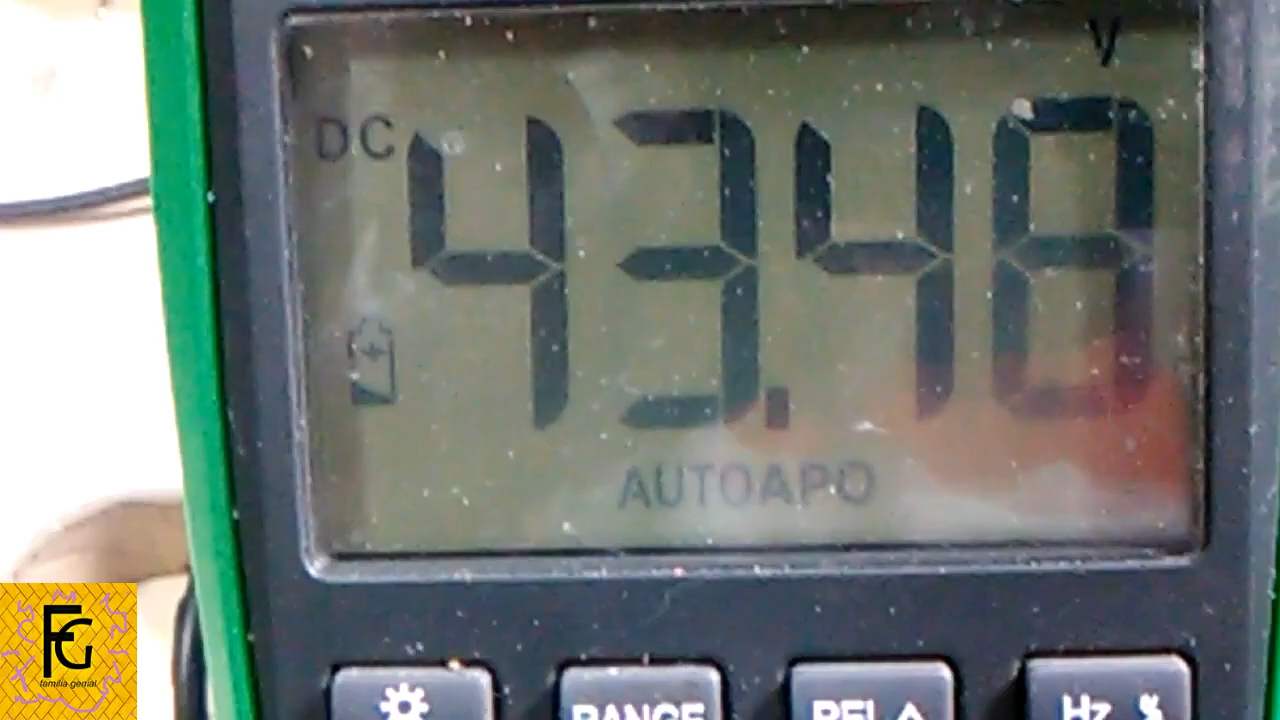 V
DC
43.48
AUTOAPO
RANGE
REL
Hz %
FG
familia genial